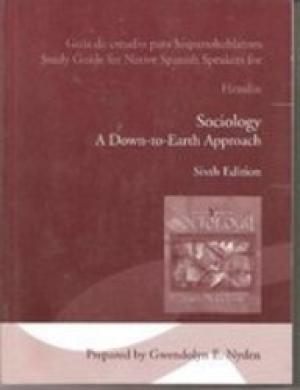 Guía de estudio para hispanohablantes
Study Guide for Native Spanish Speakers for
Henslin
Sociology
A Down-to-Earth Approach
Sixth Edition
SOCIOLOGY
Prepared by Gwendolyn E. Nyden